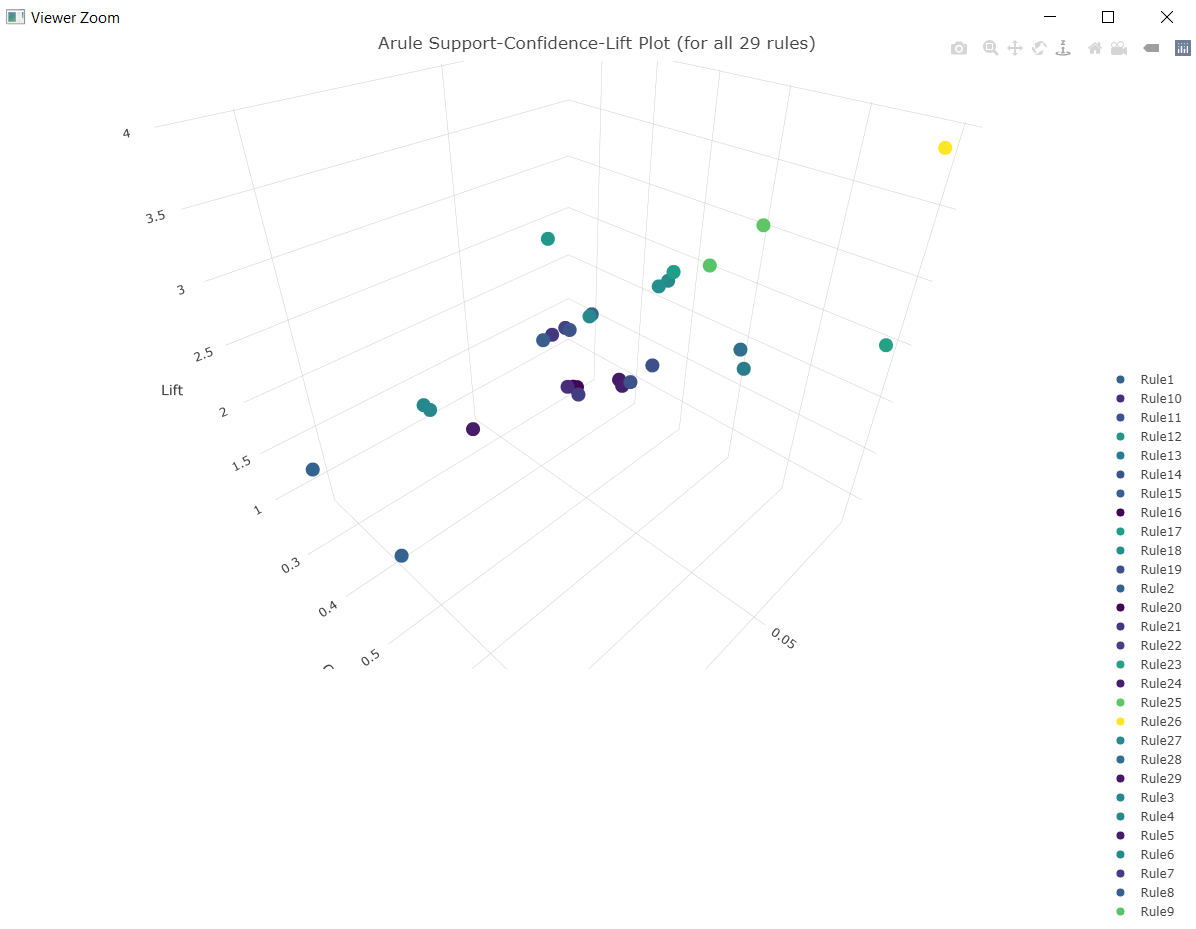 Viewer Zoom
Arule Support-Confidence-Lift Plot (for all 29 rules)
4
3.5
3
2.5
2
1.5
1
Lift
0.3
0.4
0.5
0.05
Rule1
Rule10
Rule11
Rule12
Rule13
Rule14
Rule15
Rule16
Rule17
Rule18
Rule19
Rule2
Rule20
Rule21
Rule22
Rule23
Rule24
Rule25
Rule26
Rule27
Rule28
Rule29
Rule3
Rule4
Rule5
Rule6
Rule7
Rule8
Rule9